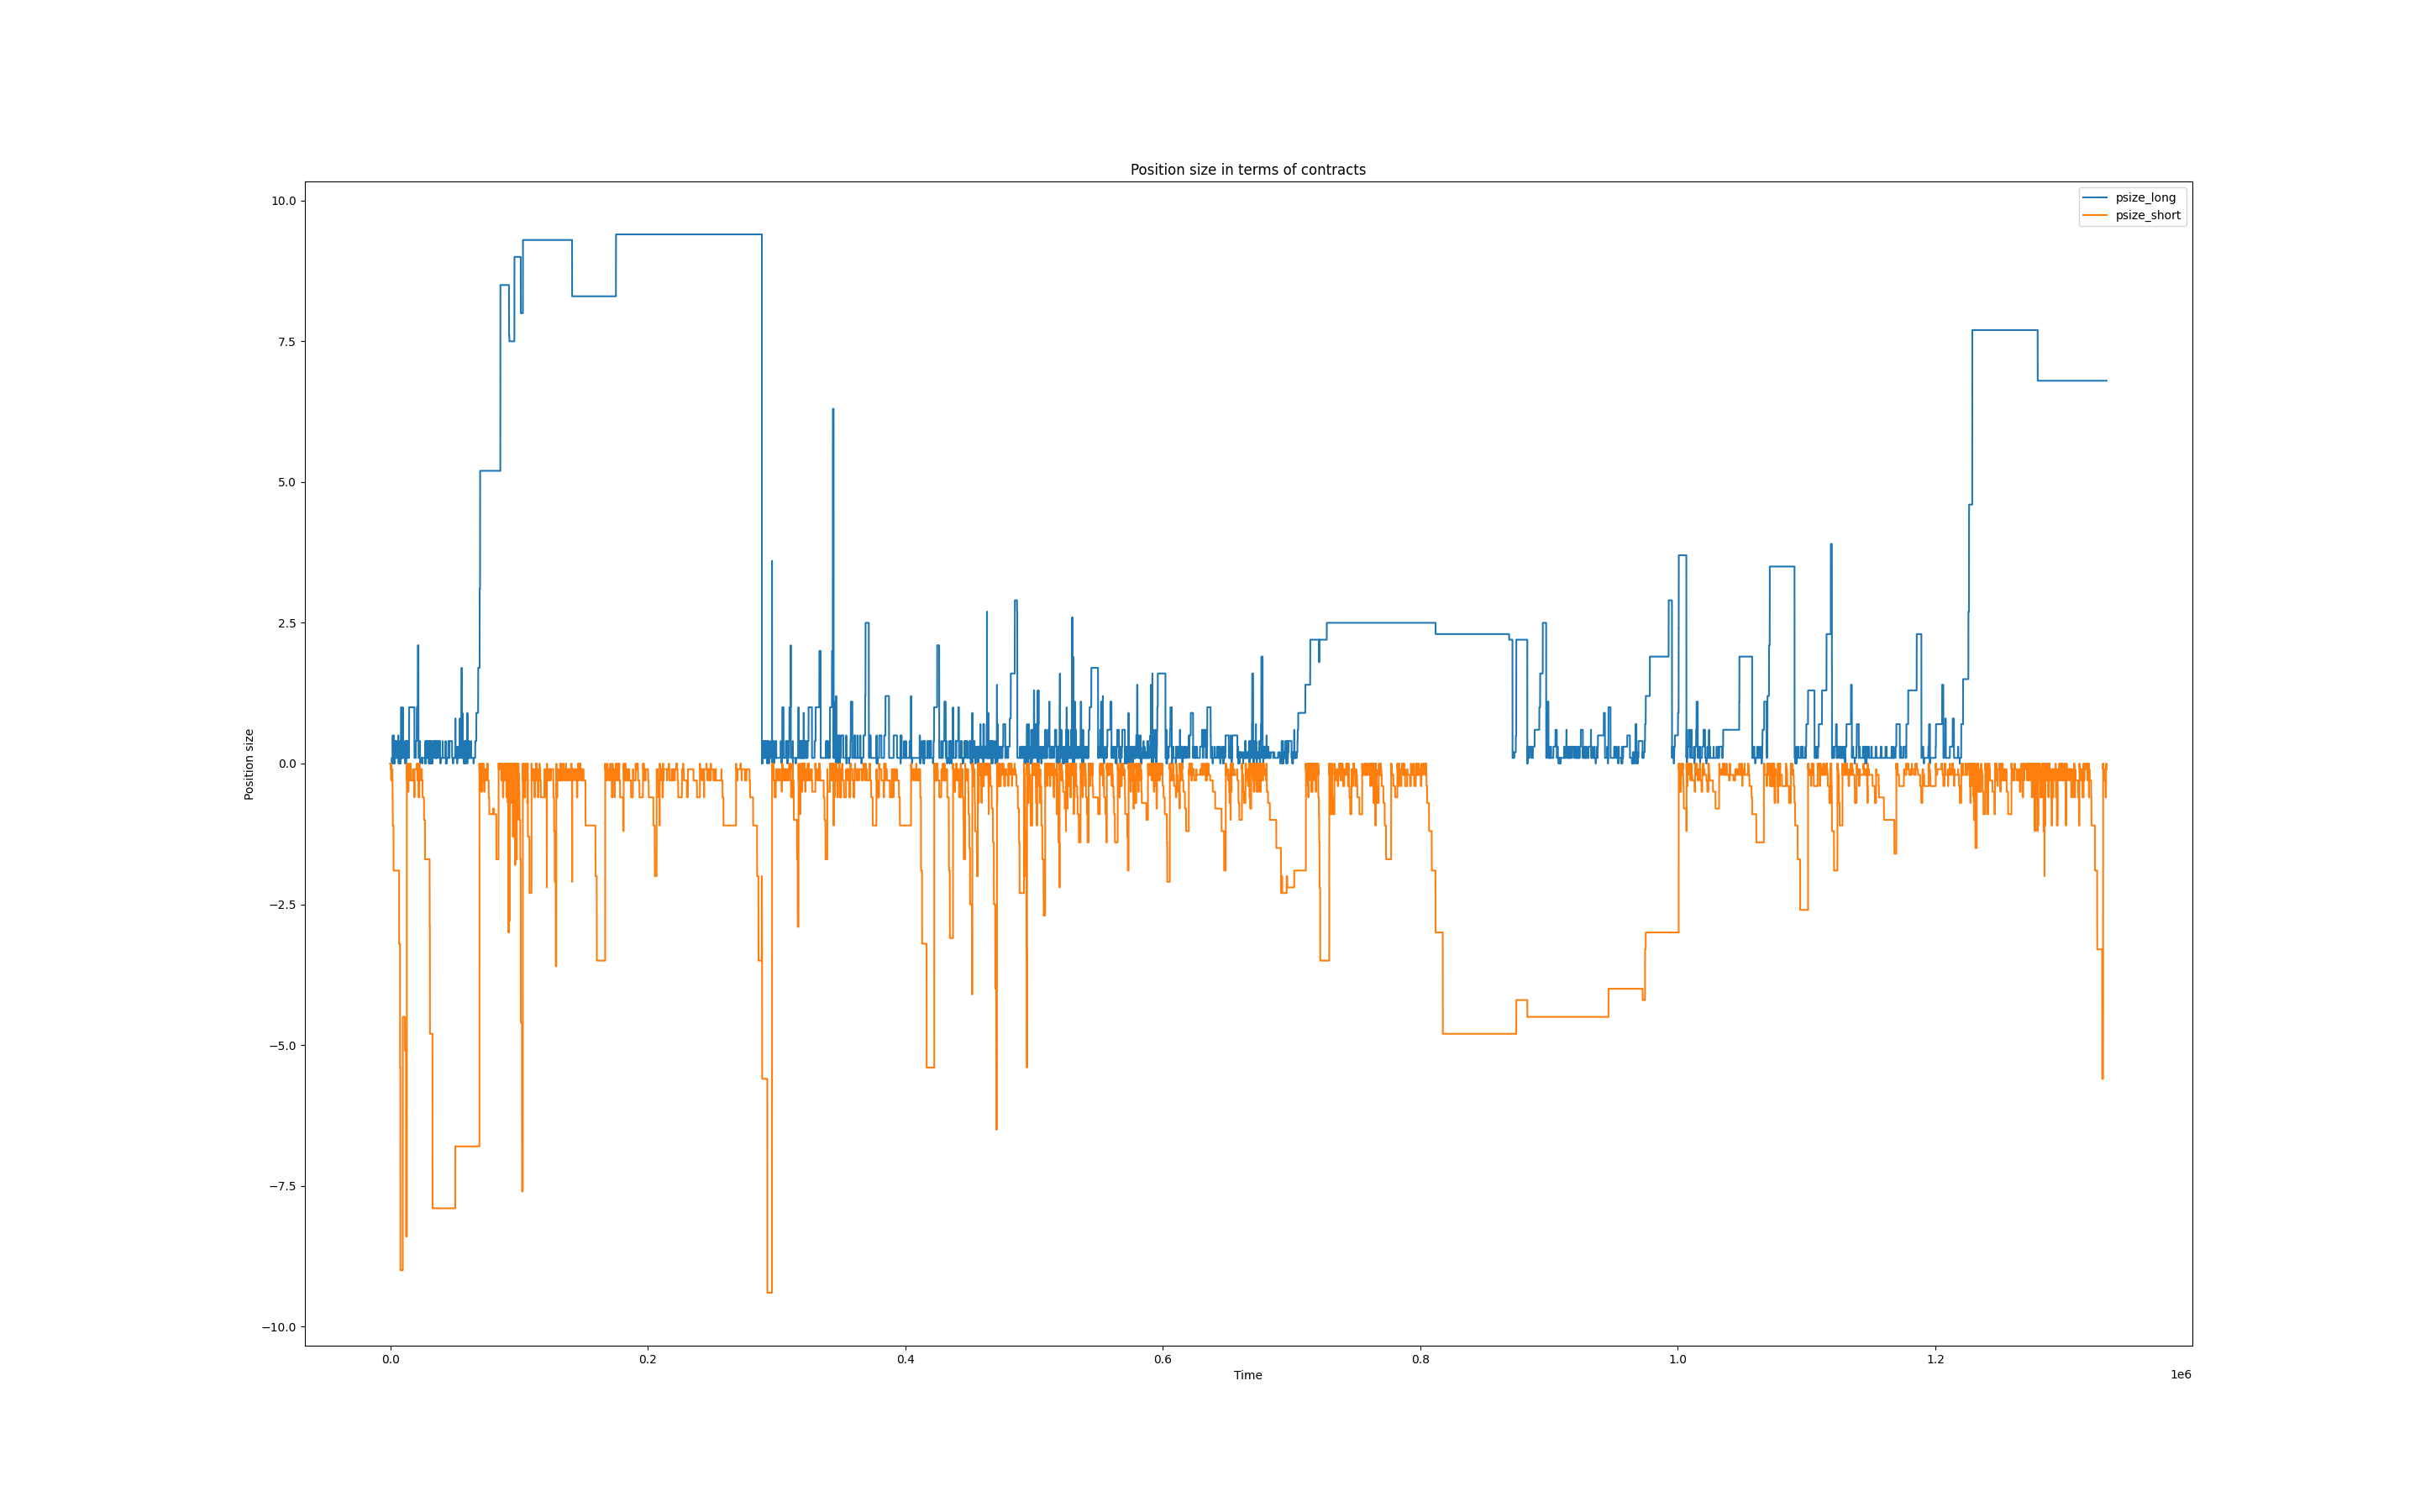 Position size in terms of contracts
psize_long
psize_short
Position size
10.0
7.5
5.0
2.5
0.0
−2.5
−5.0
−7.5
−10.0
0.0 0.2 0.4 0.6 0.8 1.0 1.2
Time
1e6